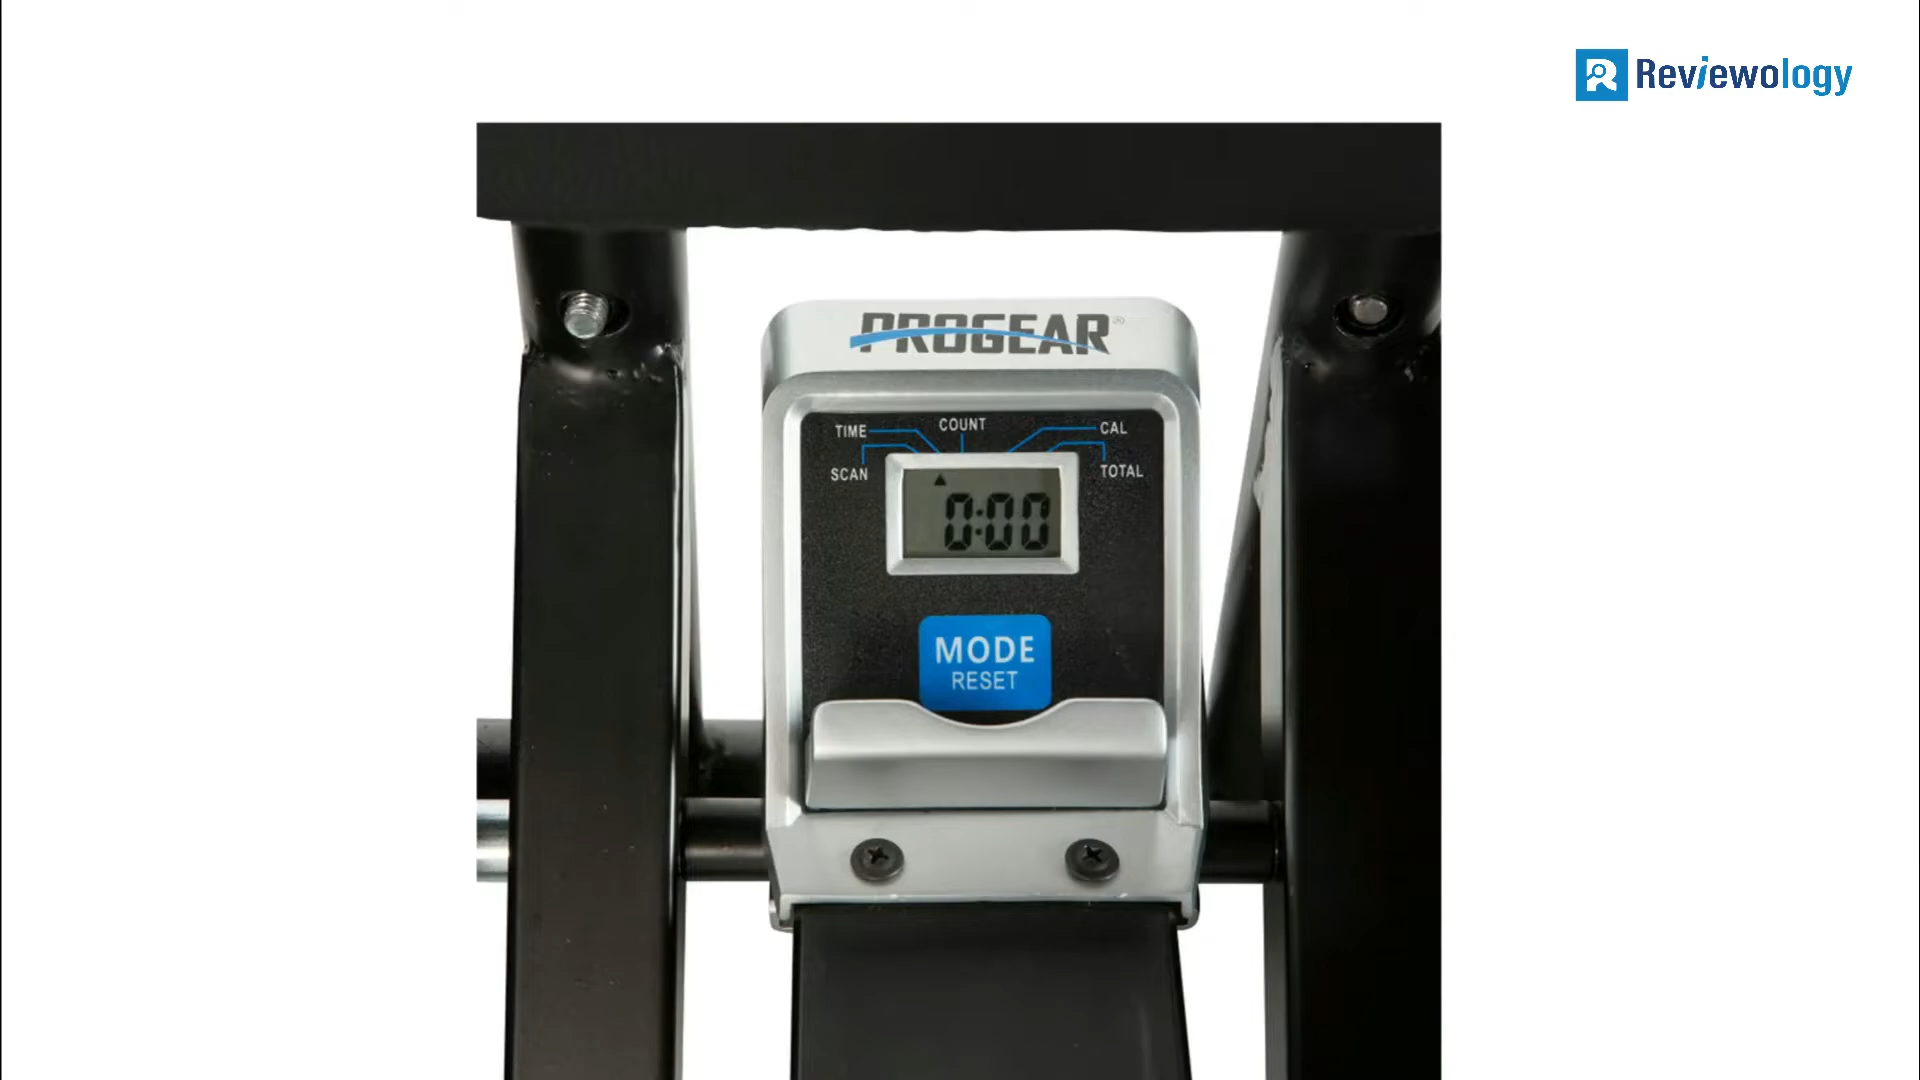 Reviewology
PROGEAR®
TIME
COUNT
CAL
SCAN
TOTAL
0:00
MODE
RESET